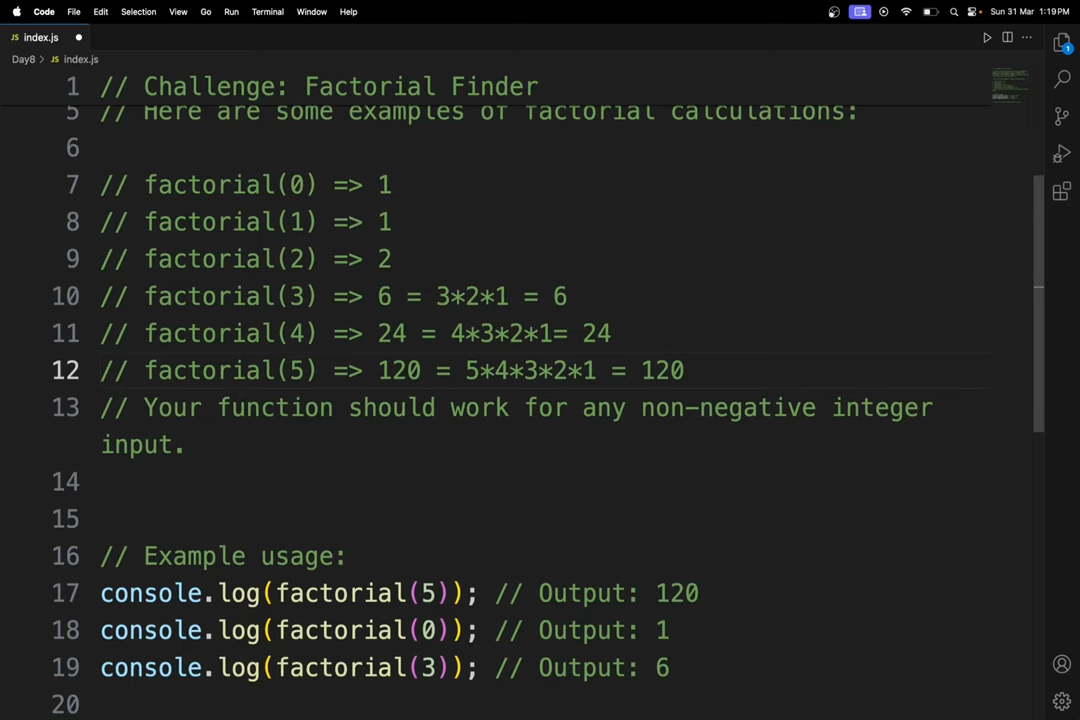 Code File Edit Selection View Go Run Terminal Window Help Sun 31 Mar 1:19 PM
JS index.js
Day8 > JS index.js
1 // Challenge: Factorial Finder
5 // Here are some examples of factorial calculations:
6
7 // factorial(0) => 1
8 // factorial(1) => 1
9 // factorial(2) => 2
10 // factorial(3) => 6 = 3*2*1 = 6
11 // factorial(4) => 24 = 4*3*2*1= 24
12 // factorial(5) => 120 = 5*4*3*2*1 = 120
13 // Your function should work for any non-negative integer
input.
14
15
16 // Example usage:
17 console.log(factorial(5)); // Output: 120
18 console.log(factorial(0)); // Output: 1
19 console.log(factorial(3)); // Output: 6
20
1